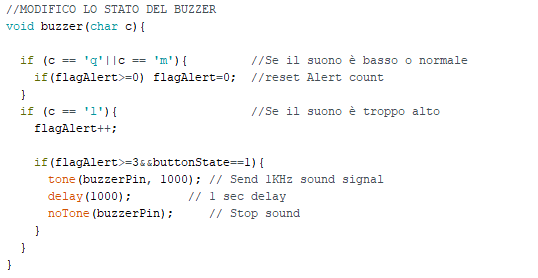 //MODIFICO LO STATO DEL BUZZER
void buzzer(char c){
if (c == 'q'||c == 'm'){ //Se il suono è basso o normale
if(flagAlert>=0) flagAlert=0; //reset Alert count
}
if (c == 'l'){ //Se il suono è troppo alto
flagAlert++;
if(flagAlert>=3&&buttonState==1){
tone(buzzerPin, 1000); // Send 1KHz sound signal
delay(1000); // 1 sec delay
noTone(buzzerPin); // Stop sound
}
}
}